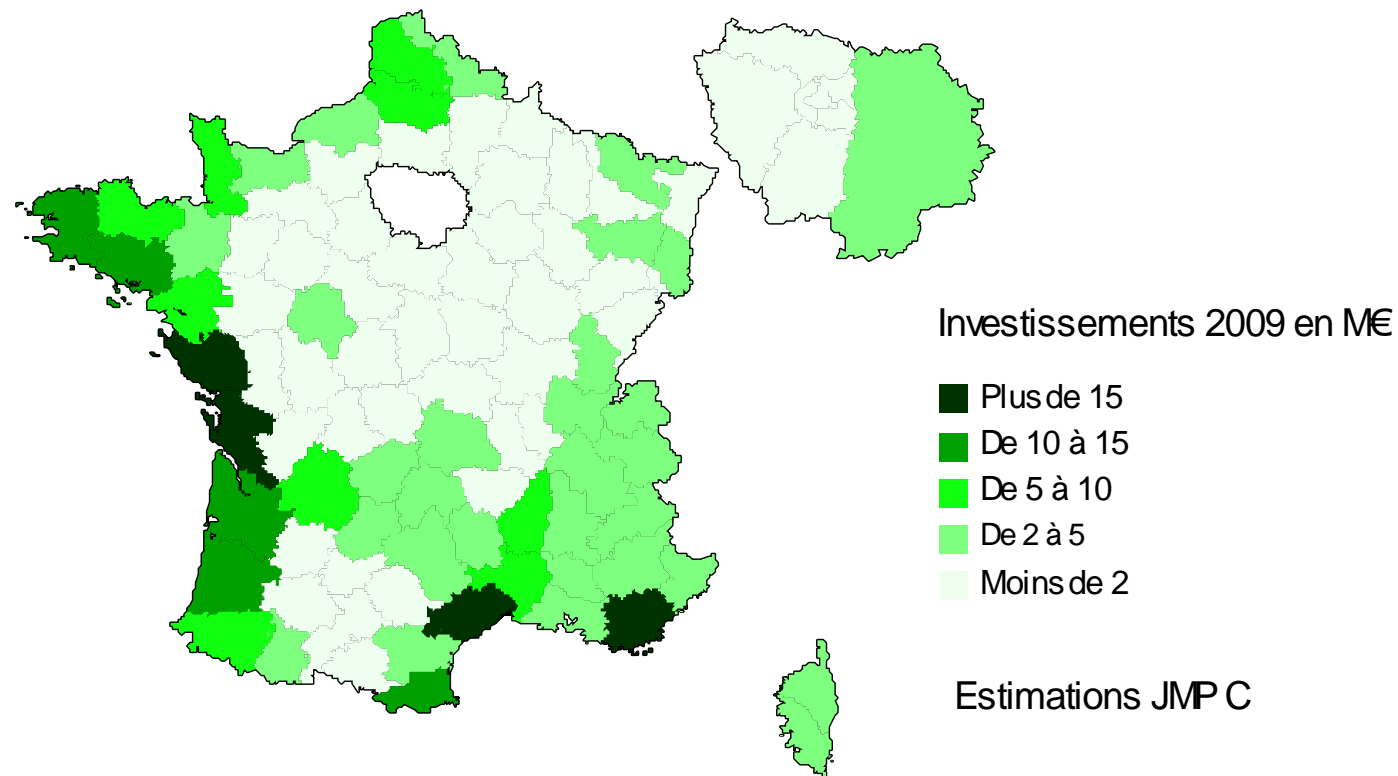 Investissements 2009 en M€
Plus de 15
De 10 à 15
De 5 à 10
De 2 à 5
Moins de 2
Estimations JMP C